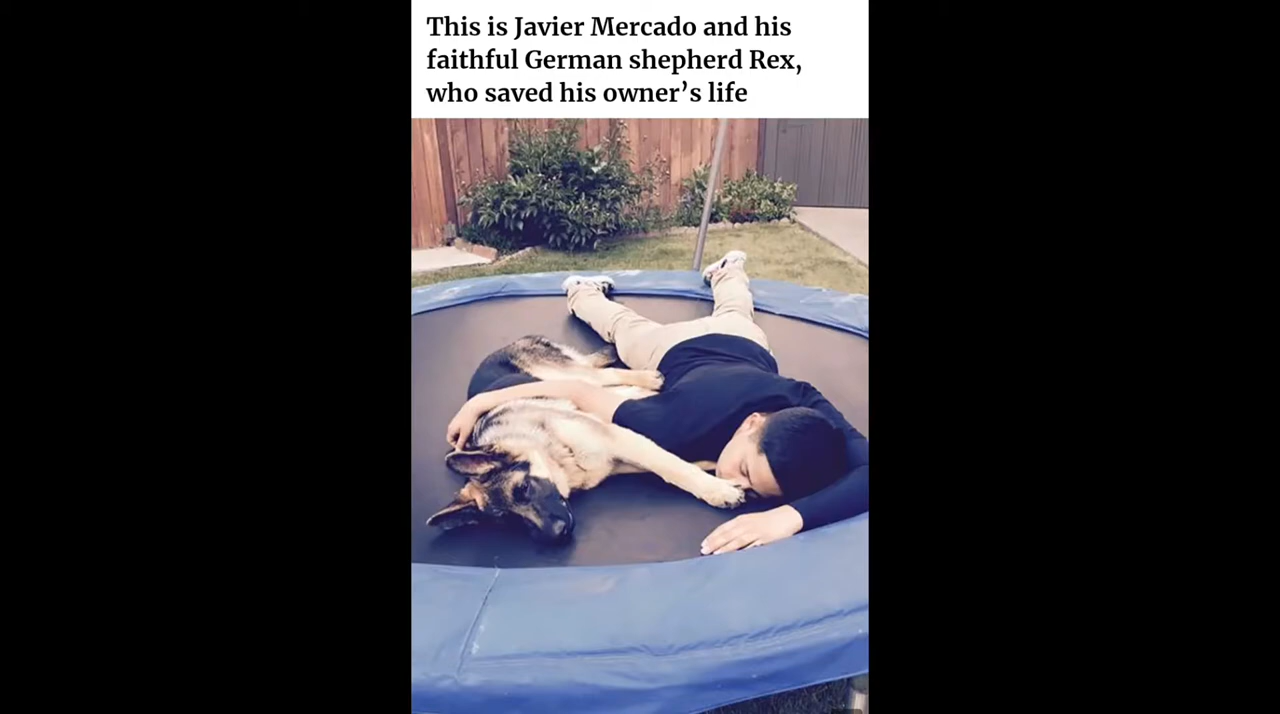 This is Javier Mercado and his
faithful German shepherd Rex,
who saved his owner’s life